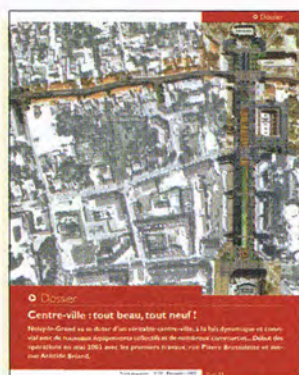 Dossier
Dossier
Centre-ville : tout beau, tout neuf !
Noisy-le-Grand va se doter d'un véritable centre-ville, à la fois dynamique et convi-
vial avec de nouveaux équipements collectifs et de nombreux commerces... Début des
opérations en mai 2003 avec les premiers travaux, rue Pierre Brossolette et ave-
nue Aristide Briand.